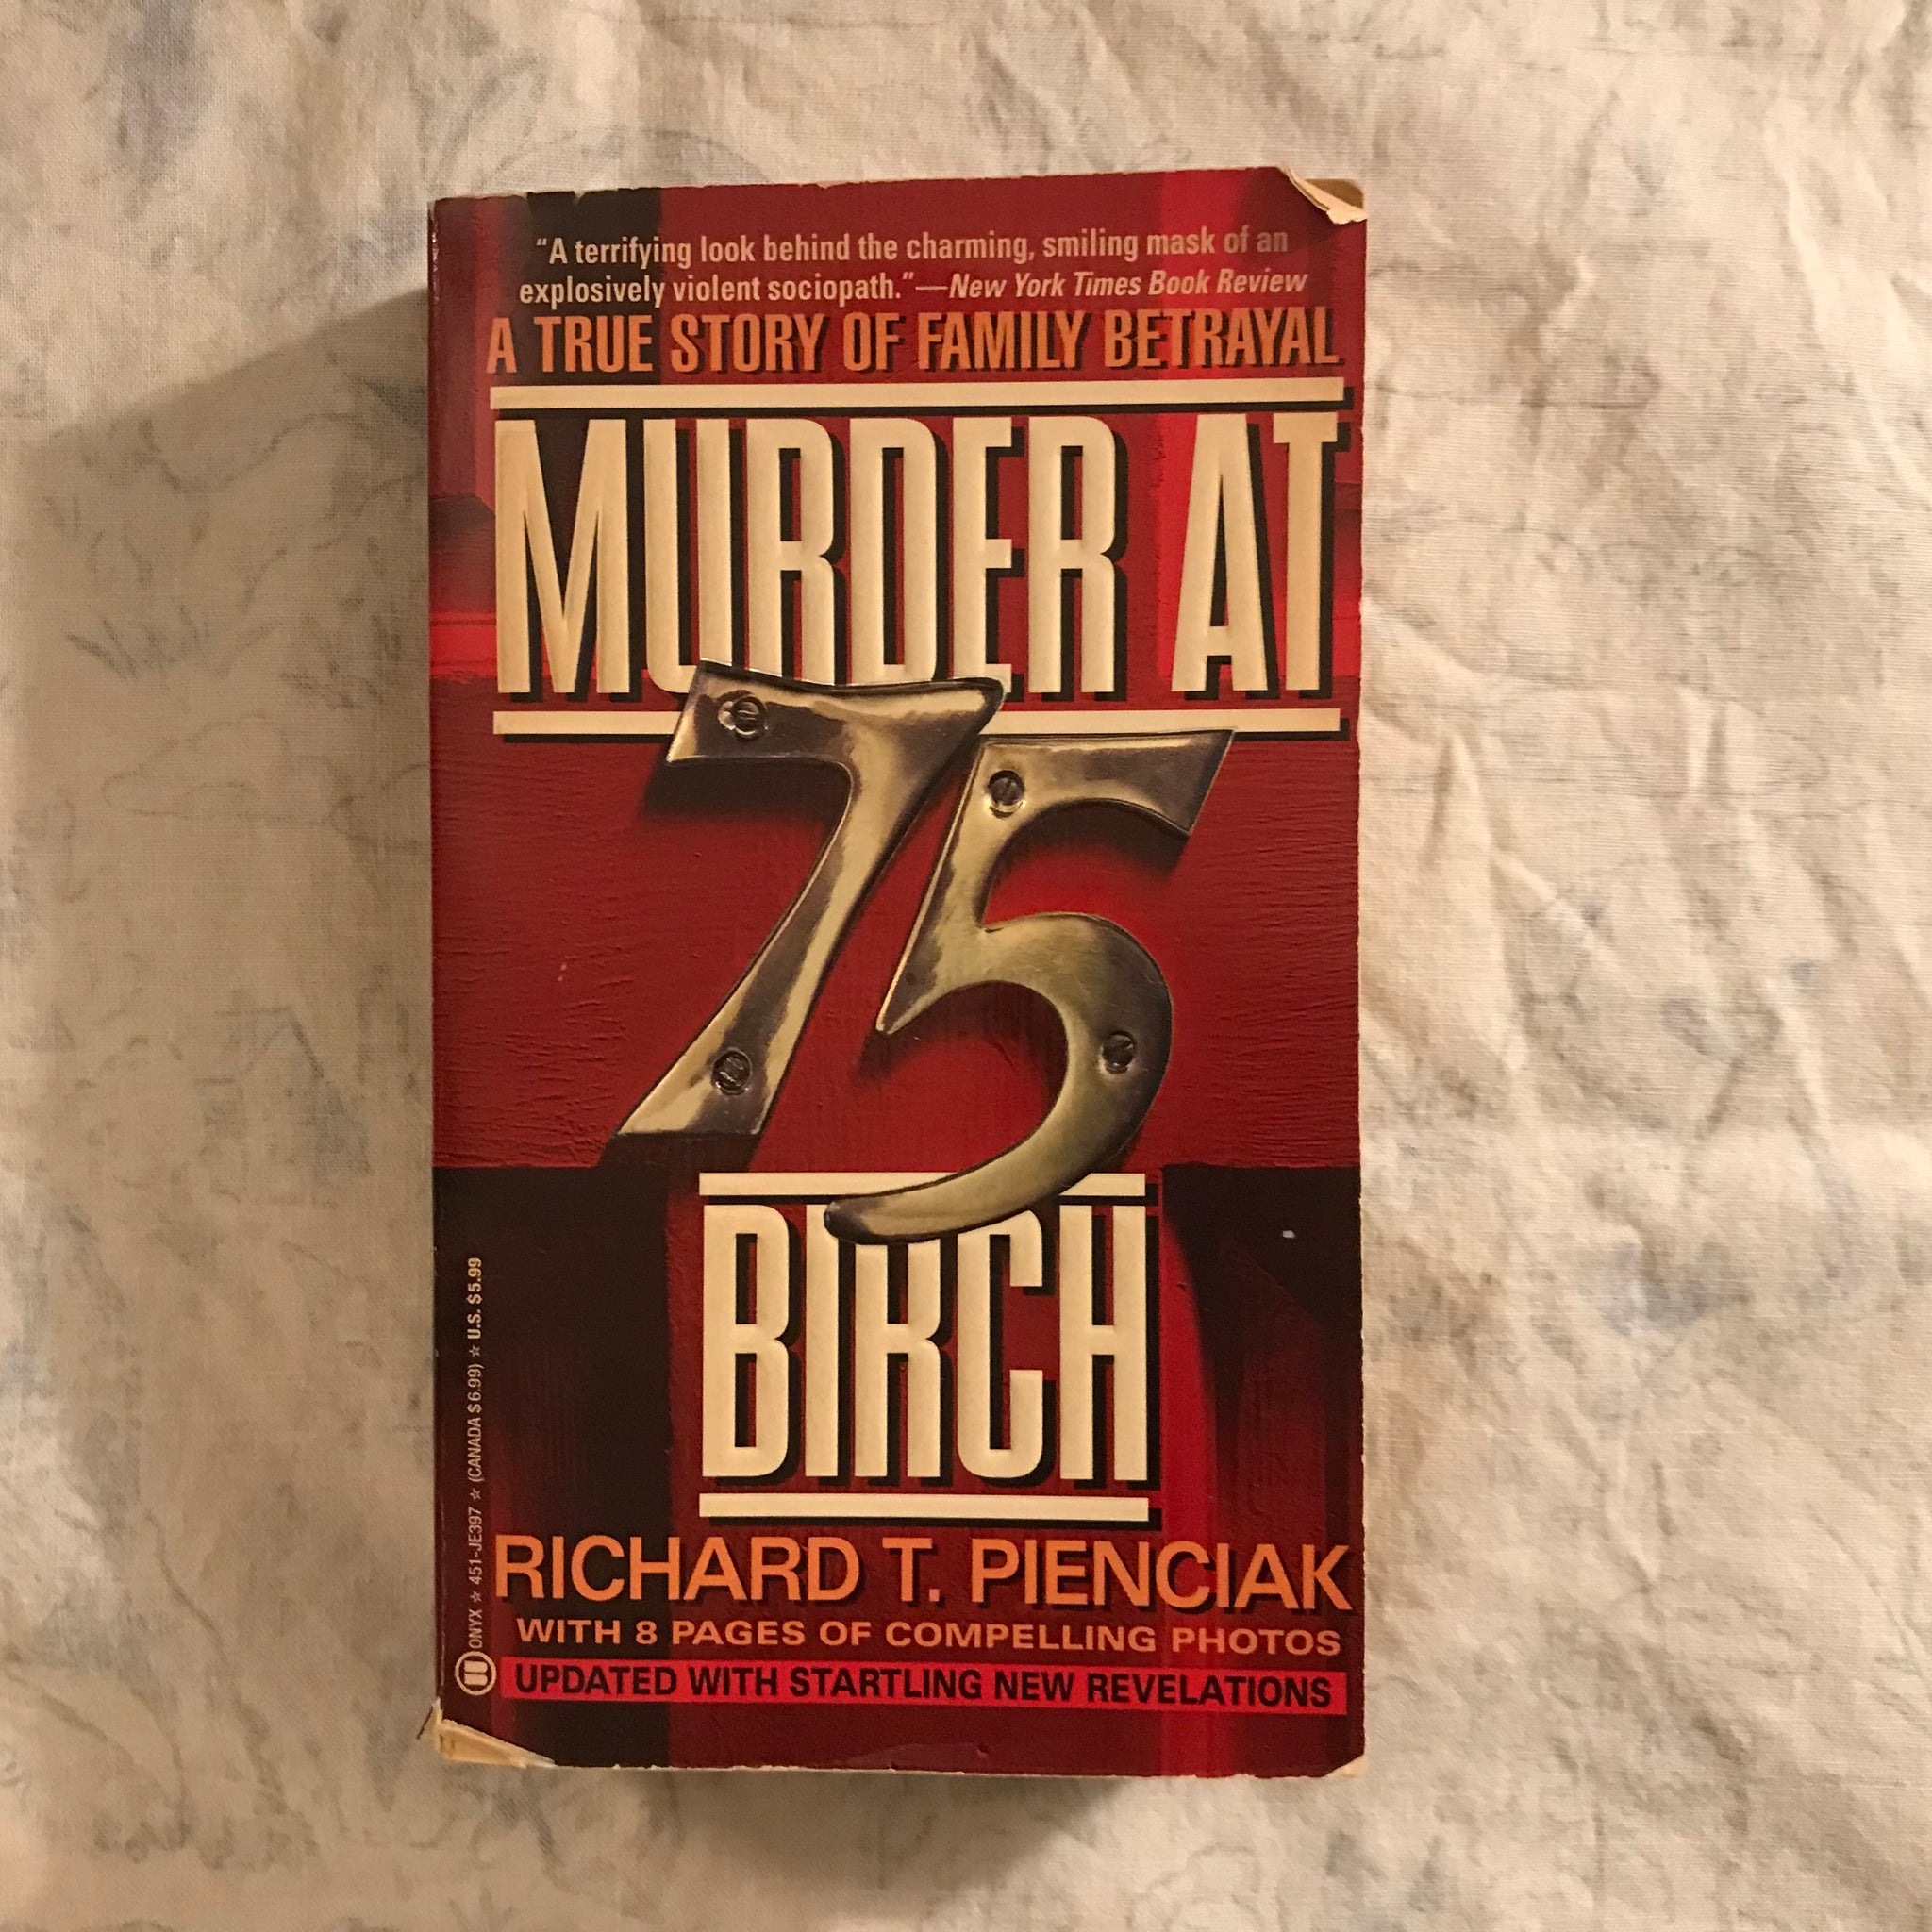 “A terrifying look behind the charming, smiling mask of an
explosively violent sociopath.”—New York Times Book Review
A TRUE STORY OF FAMILY BETRAYAL
MURDER AT
75
BIRCH
RICHARD T. PIENCIAK
WITH 8 PAGES OF COMPELLING PHOTOS
UPDATED WITH STARTLING NEW REVELATIONS
ONYX ☆ 451-JE397 ☆ (CANADA $6.99) ☆ U.S. $5.99